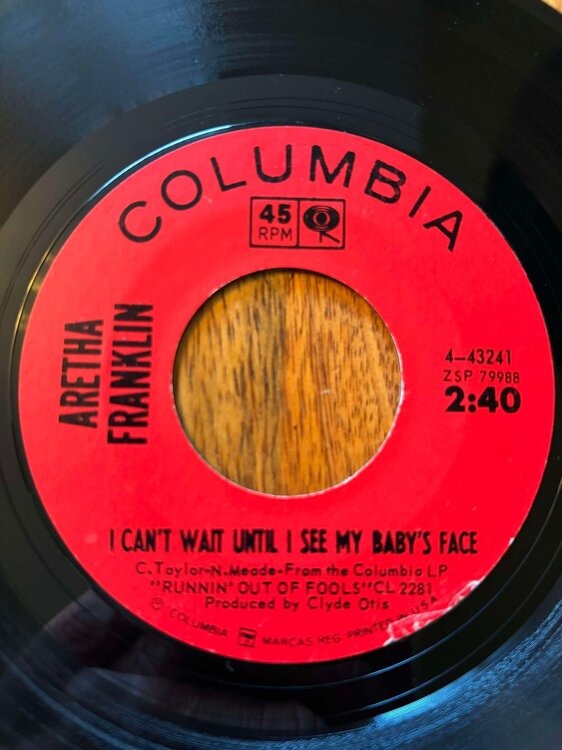 COLUMBIA
45
RPM
ARETHA
FRANKLIN
4-43241
ZSP 79988
2:40
I CAN'T WAIT UNTIL I SEE MY BABY'S FACE
C. Taylor-N. Meade-From the Columbia LP
"RUNNIN' OUT OF FOOLS" CL 2281
Produced by Clyde Otis
© COLUMBIA MARCAS REG. PRINTED IN U.S.A.